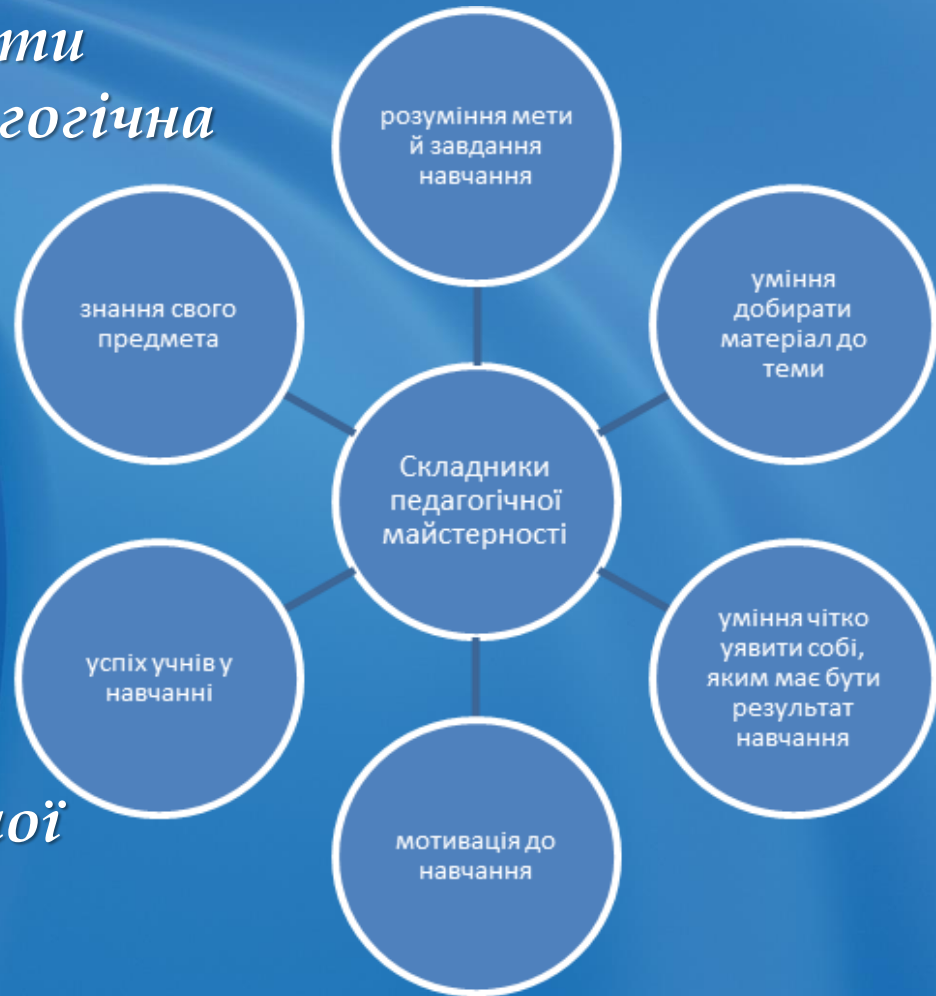 ти
гогічна
розуміння мети
й завдання
навчання
уміння
добирати
матеріал до
теми
уміння чітко
уявити собі,
яким має бути
результат
навчання
мотивація до
навчання
успіх учнів у
навчанні
знання свого
предмета
Складники
педагогічної
майстерності
ої